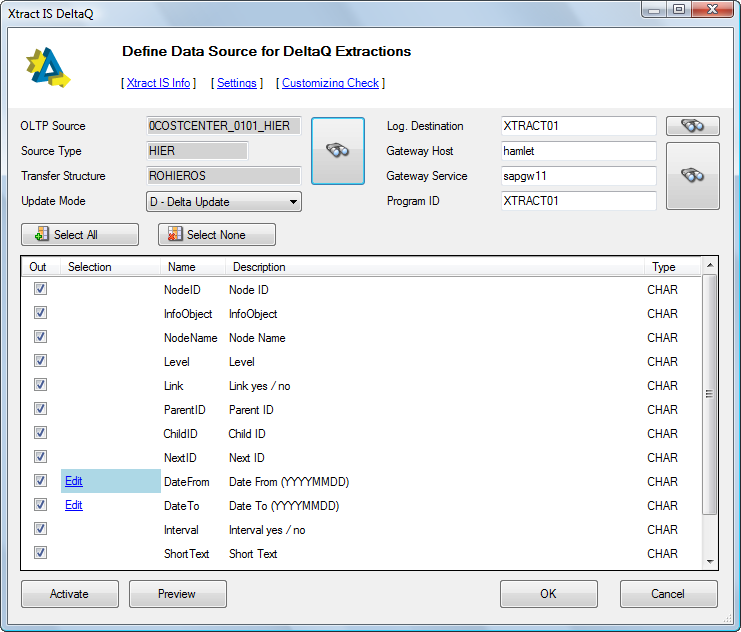 Xtract IS DeltaQ
Define Data Source for DeltaQ Extractions
[ Xtract IS Info ] [ Settings ] [ Customizing Check ]
OLTP Source 0COSTCENTER_0101_HIER Log. Destination XTRACT01
Source Type HIER Gateway Host hamlet
Transfer Structure ROHIEROS Gateway Service sapgw11
Update Mode D - Delta Update Program ID XTRACT01
Select All Select None
Out Selection Name Description Type
NodeID Node ID CHAR
InfoObject InfoObject CHAR
NodeName Node Name CHAR
Level Level CHAR
Link Link yes / no CHAR
ParentID Parent ID CHAR
ChildID Child ID CHAR
NextID Next ID CHAR
Edit DateFrom Date From (YYYYMMDD) CHAR
Edit DateTo Date To (YYYYMMDD) CHAR
Interval Interval yes / no CHAR
ShortText Short Text CHAR
Activate Preview OK Cancel